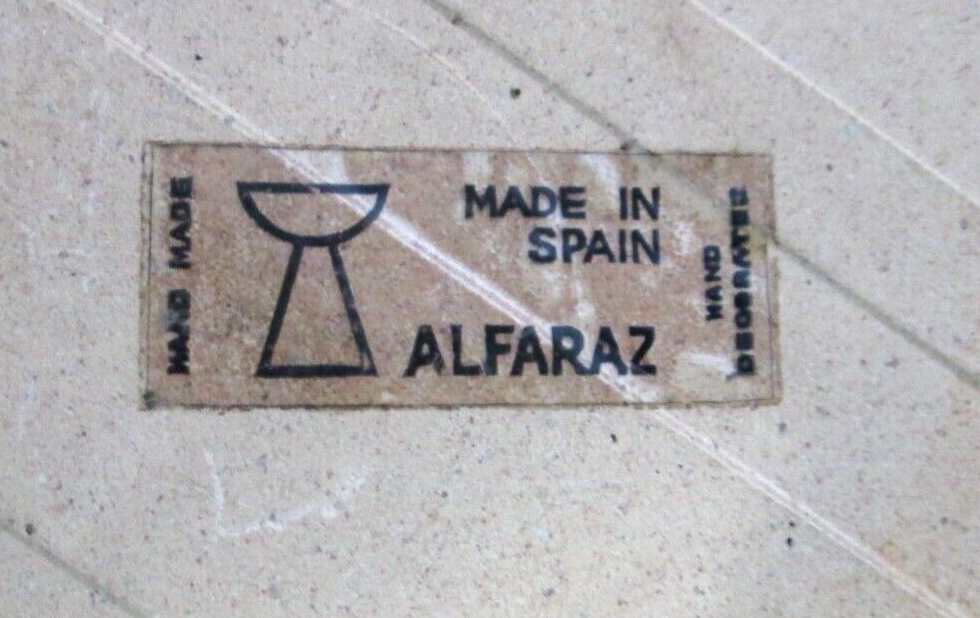 HAND MADE
MADE IN
SPAIN
ALFARAZ
HAND
DECORATED